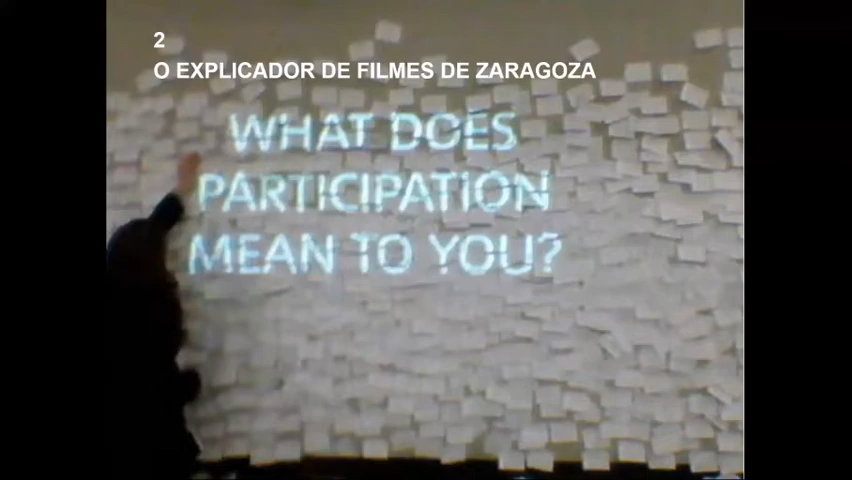 2
O EXPLICADOR DE FILMES DE ZARAGOZA
WHAT DOES
PARTICIPATION
MEAN TO YOU?